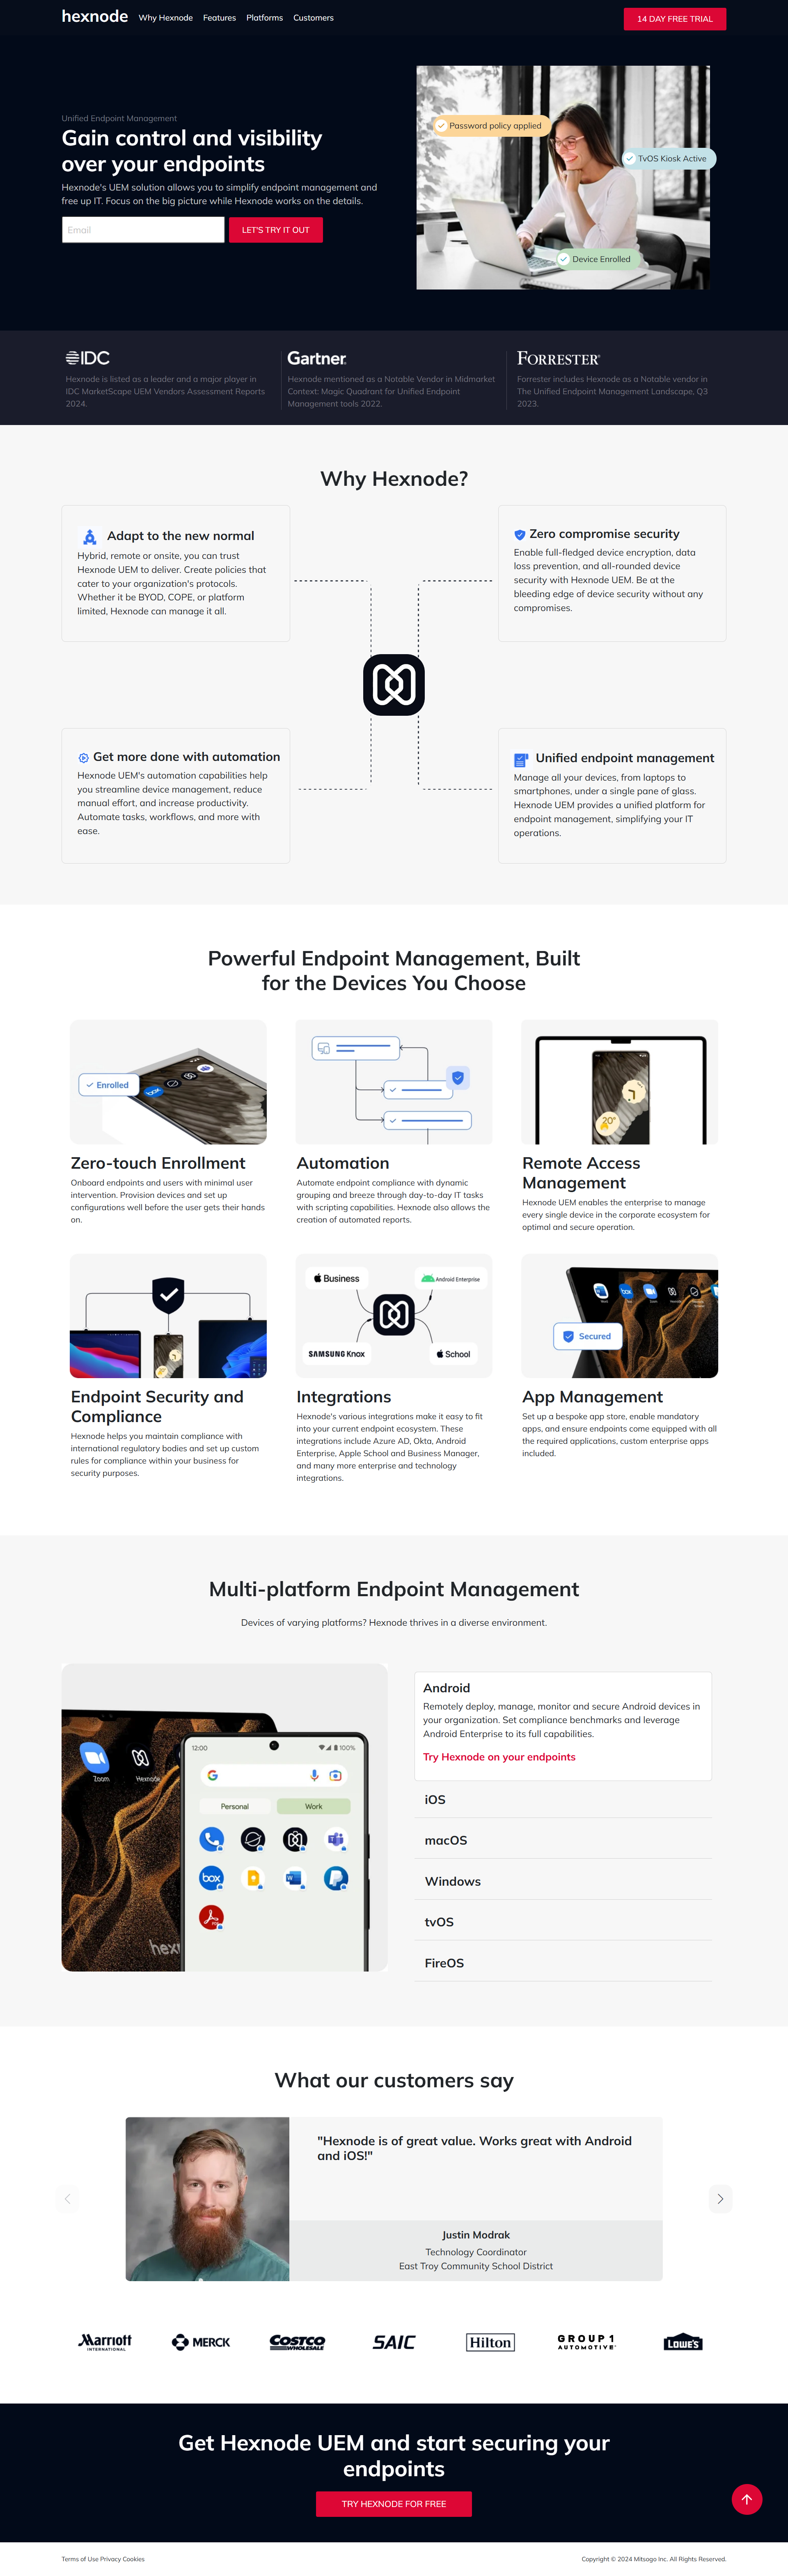 hexnode
Why Hexnode Features Platforms Customers
14 DAY FREE TRIAL
Unified Endpoint Management
Gain control and visibility
over your endpoints
Hexnode's UEM solution allows you to simplify endpoint management and
free up IT. Focus on the big picture while Hexnode works on the details.
Email
LET'S TRY IT OUT
Password policy applied
TvOS Kiosk Active
Device Enrolled
IDC
Hexnode is listed as a leader and a major player in
IDC MarketScape UEM Vendors Assessment Reports
2024.
Gartner
Hexnode mentioned as a Notable Vendor in Midmarket
Context: Magic Quadrant for Unified Endpoint
Management tools 2022.
FORRESTER
Forrester includes Hexnode as a Notable vendor in
The Unified Endpoint Management Landscape, Q3
2023.
Why Hexnode?
Adapt to the new normal
Hybrid, remote or onsite, you can trust
Hexnode UEM to deliver. Create policies that
cater to your organization's protocols.
Whether it be BYOD, COPE, or platform
limited, Hexnode can manage it all.
Zero compromise security
Enable full-fledged device encryption, data
loss prevention, and all-rounded device
security with Hexnode UEM. Be at the
bleeding edge of device security without any
compromises.
Get more done with automation
Hexnode UEM's automation capabilities help
you streamline device management, reduce
manual effort, and increase productivity.
Automate tasks, workflows, and more with
ease.
Unified endpoint management
Manage all your devices, from laptops to
smartphones, under a single pane of glass.
Hexnode UEM provides a unified platform for
endpoint management, simplifying your IT
operations.
Powerful Endpoint Management, Built
for the Devices You Choose
Enrolled
20°
Zero-touch Enrollment
Onboard endpoints and users with minimal user
intervention. Provision devices and set up
configurations well before the user gets their hands
on.
Automation
Automate endpoint compliance with dynamic
grouping and breeze through day-to-day IT tasks
with scripting capabilities. Hexnode also allows the
creation of automated reports.
Remote Access
Management
Hexnode UEM enables the enterprise to manage
every single device in the corporate ecosystem for
optimal and secure operation.
Business
Android Enterprise
SAMSUNG Knox
School
Secured
Endpoint Security and
Compliance
Hexnode helps you maintain compliance with
international regulatory bodies and set up custom
rules for compliance within your business for
security purposes.
Integrations
Hexnode's various integrations make it easy to fit
into your current endpoint ecosystem. These
integrations include Azure AD, Okta, Android
Enterprise, Apple School and Business Manager,
and many more enterprise and technology
integrations.
App Management
Set up a bespoke app store, enable mandatory
apps, and ensure endpoints come equipped with all
the required applications, custom enterprise apps
included.
Multi-platform Endpoint Management
Devices of varying platforms? Hexnode thrives in a diverse environment.
Zoom
Hexnode
12:00
100%
Personal
Work
box
hex
Android
Remotely deploy, manage, monitor and secure Android devices in
your organization. Set compliance benchmarks and leverage
Android Enterprise to its full capabilities.
Try Hexnode on your endpoints
iOS
macOS
Windows
tvOS
FireOS
What our customers say
"Hexnode is of great value. Works great with Android
and iOS!"
Justin Modrak
Technology Coordinator
East Troy Community School District
Marriott
INTERNATIONAL
MERCK
COSTCO
WHOLESALE
SAIC
Hilton
GROUP 1
AUTOMOTIVE
LOWE'S
Get Hexnode UEM and start securing your
endpoints
TRY HEXNODE FOR FREE
Terms of Use Privacy Cookies
Copyright © 2024 Mitsogo Inc. All Rights Reserved.